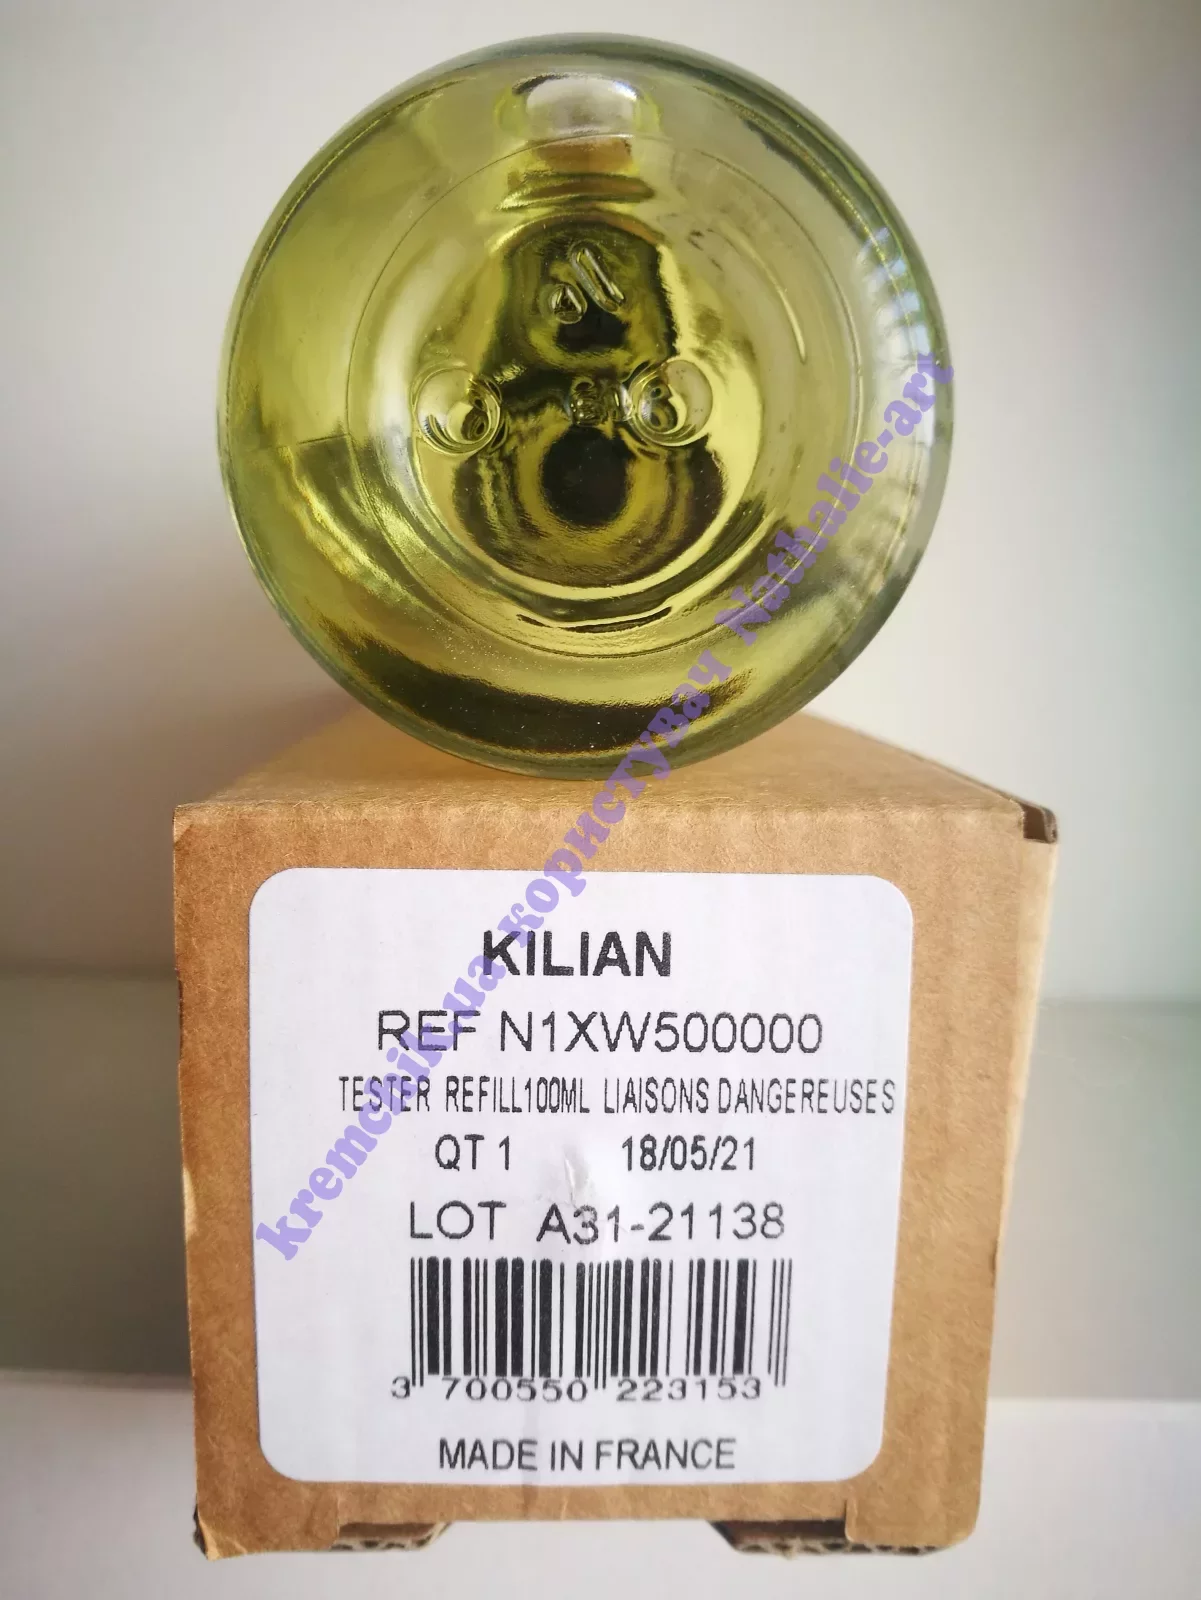 KILIAN
REF N1XW500000
TESTER REFILL100ML LIAISONS DANGEREUSES
QT 1 18/05/21
LOT A31-21138
3 700550 223153
MADE IN FRANCE
kremchik.ua користувач Nathalie-art